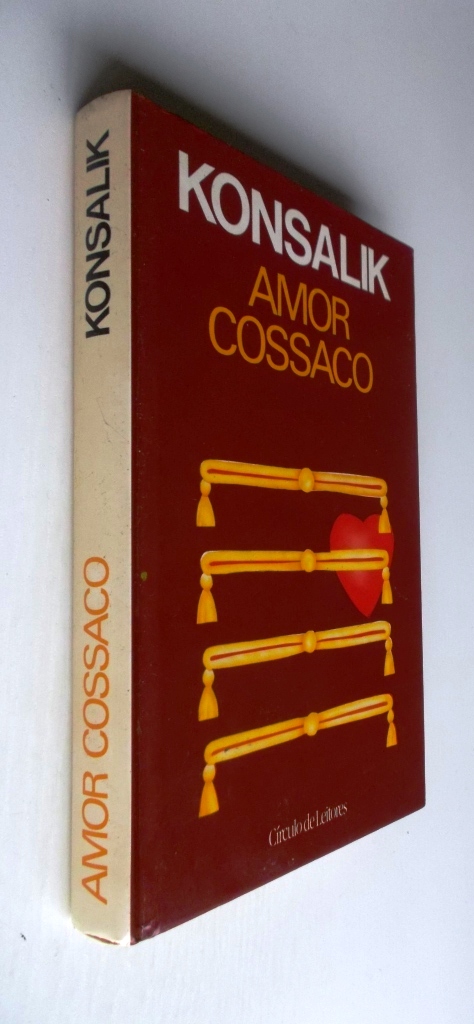 KONSALIK
AMOR
COSSACO
Círculo de Leitores
AMOR COSSACO
KONSALIK